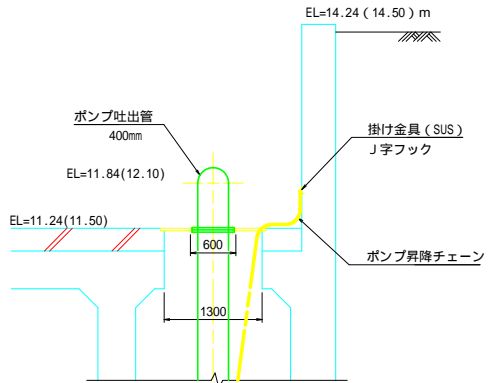 EL=14.24 ( 14.50 ) m
ポンプ吐出管
400mm
掛け金具 ( SUS )
J字フック
EL=11.84(12.10)
EL=11.24(11.50)
600
ポンプ昇降チェーン
1300